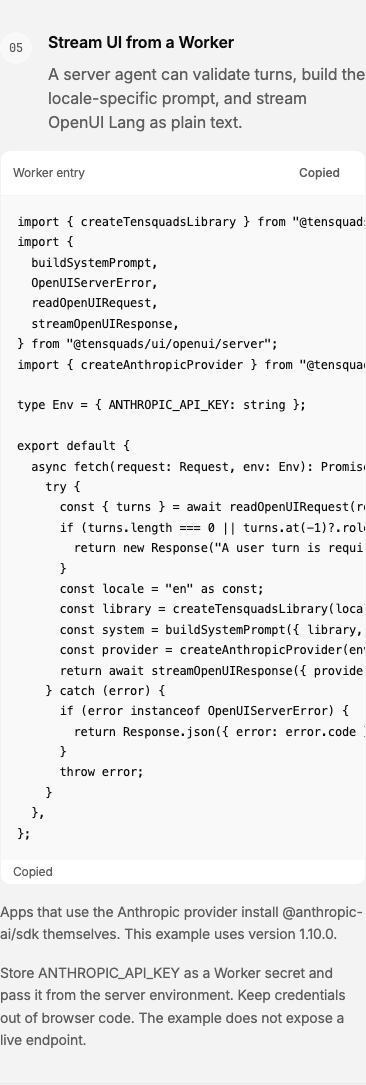 05
Stream UI from a Worker
A server agent can validate turns, build the
locale-specific prompt, and stream
OpenUI Lang as plain text.
Worker entry
Copied
import { createTensquadsLibrary } from "@tensquads
import {
  buildSystemPrompt,
  OpenUIServerError,
  readOpenUIRequest,
  streamOpenUIResponse,
} from "@tensquads/ui/openui/server";
import { createAnthropicProvider } from "@tensquad

type Env = { ANTHROPIC_API_KEY: string };

export default {
  async fetch(request: Request, env: Env): Promise
    try {
      const { turns } = await readOpenUIRequest(re
      if (turns.length === 0 || turns.at(-1)?.role
        return new Response("A user turn is requi
      }
      const locale = "en" as const;
      const library = createTensquadsLibrary(loca
      const system = buildSystemPrompt({ library,
      const provider = createAnthropicProvider(env
      return await streamOpenUIResponse({ provide
    } catch (error) {
      if (error instanceof OpenUIServerError) {
        return Response.json({ error: error.code }
      }
      throw error;
    }
  },
};
Copied
Apps that use the Anthropic provider install @anthropic-
ai/sdk themselves. This example uses version 1.10.0.
Store ANTHROPIC_API_KEY as a Worker secret and
pass it from the server environment. Keep credentials
out of browser code. The example does not expose a
live endpoint.